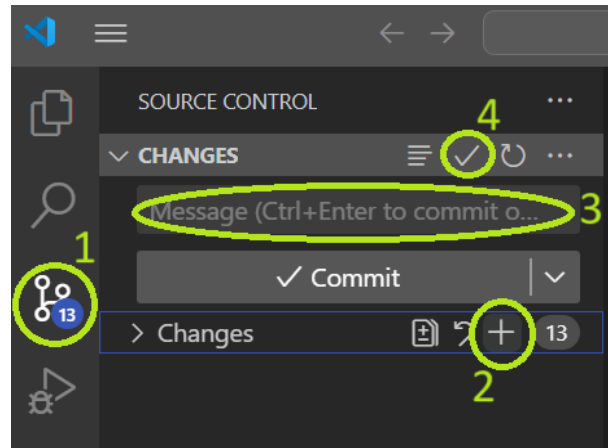 SOURCE CONTROL
4
CHANGES
Message (Ctrl+Enter to commit o...
3
1
Commit
13
Changes
13
2